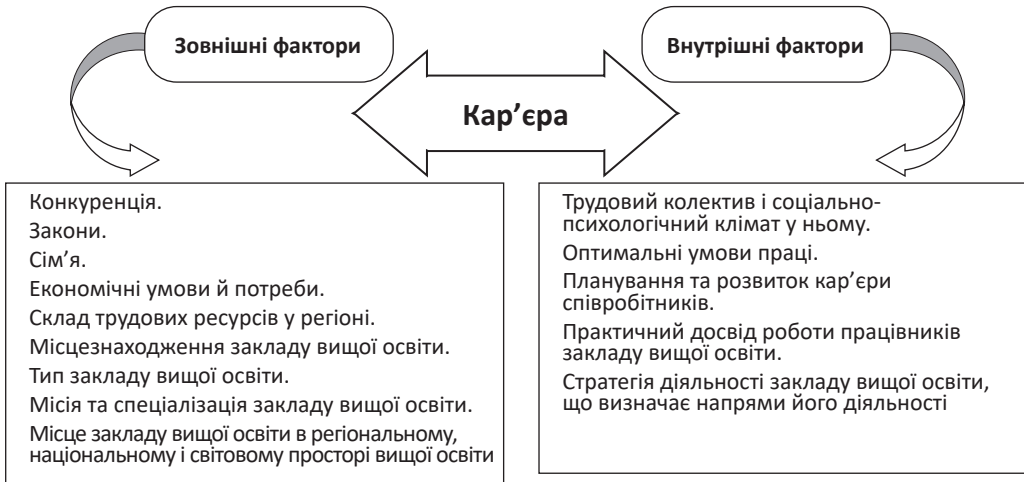 Зовнішні фактори
Внутрішні фактори
Кар’єра
Конкуренція.
Закони.
Сім’я.
Економічні умови й потреби.
Склад трудових ресурсів у регіоні.
Місцезнаходження закладу вищої освіти.
Тип закладу вищої освіти.
Місія та спеціалізація закладу вищої освіти.
Місце закладу вищої освіти в регіональному,
національному і світовому просторі вищої освіти
Трудовий колектив і соціально-
психологічний клімат у ньому.
Оптимальні умови праці.
Планування та розвиток кар’єри
співробітників.
Практичний досвід роботи працівників
закладу вищої освіти.
Стратегія діяльності закладу вищої освіти,
що визначає напрями його діяльності